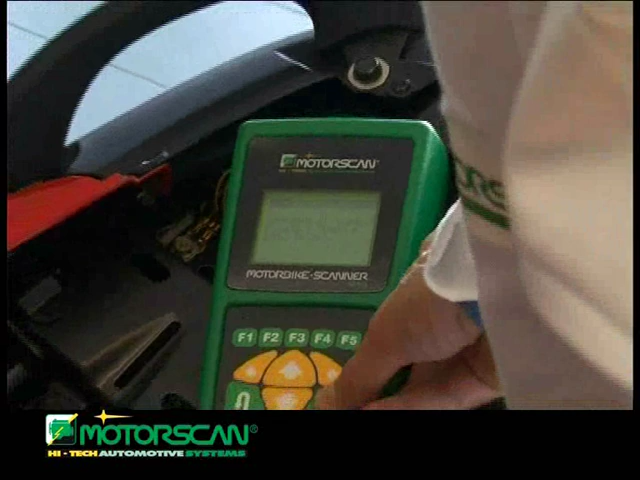 MOTORSCAN
MOTORBIKE-SCANNER
F1 F2 F3 F4 F5
MOTORSCAN®
HI - TECH AUTOMOTIVE SYSTEMS